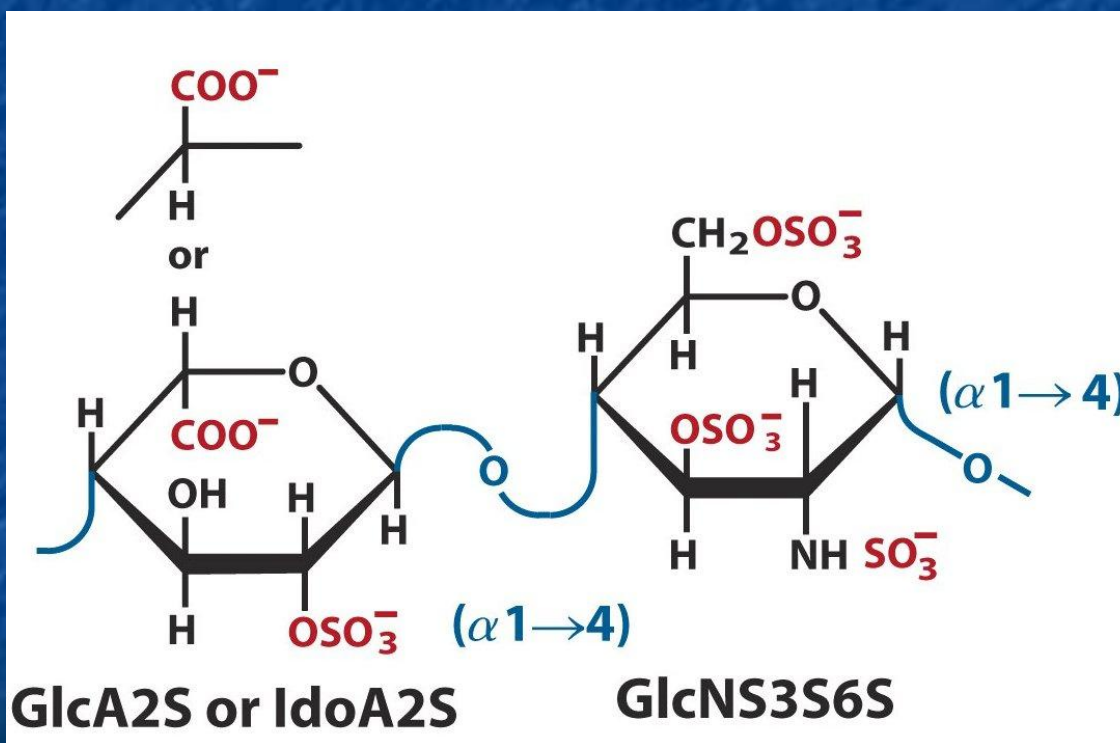 COO⁻
H
or
H
O
H
COO⁻
OH
H
H
H
OSO₃⁻
(α1→4)
GlcA2S or IdoA2S
O
CH₂OSO₃⁻
O
H
H
H
H
OSO₃⁻
H
NH SO₃⁻
(α1→4)
O
GlcNS3S6S